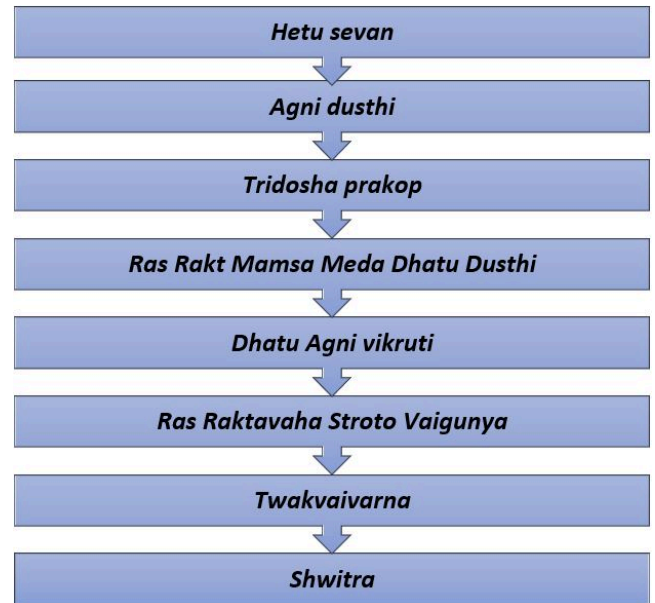 Hetu sevan
Agni dusthi
Tridosha prakop
Ras Rakt Mamsa Meda Dhatu Dusthi
Dhatu Agni vikruti
Ras Raktavaha Stroto Vaigunya
Twakvaivarna
Shwitra